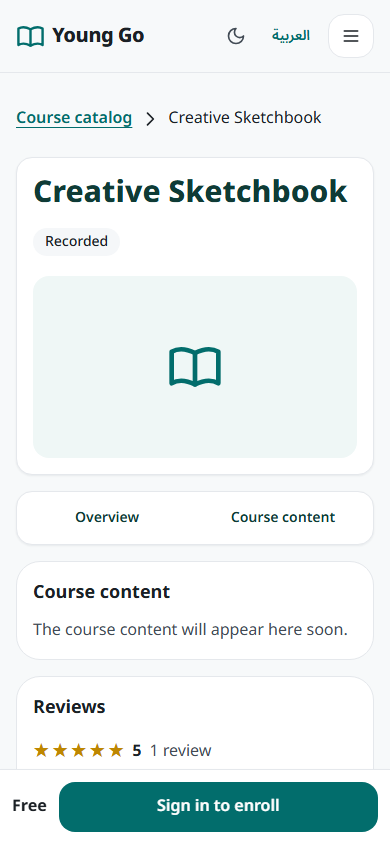 Young Go
العربية
Course catalog > Creative Sketchbook
Creative Sketchbook
Recorded
Overview
Course content
Course content
The course content will appear here soon.
Reviews
★★★★★ 5 1 review
Free
Sign in to enroll